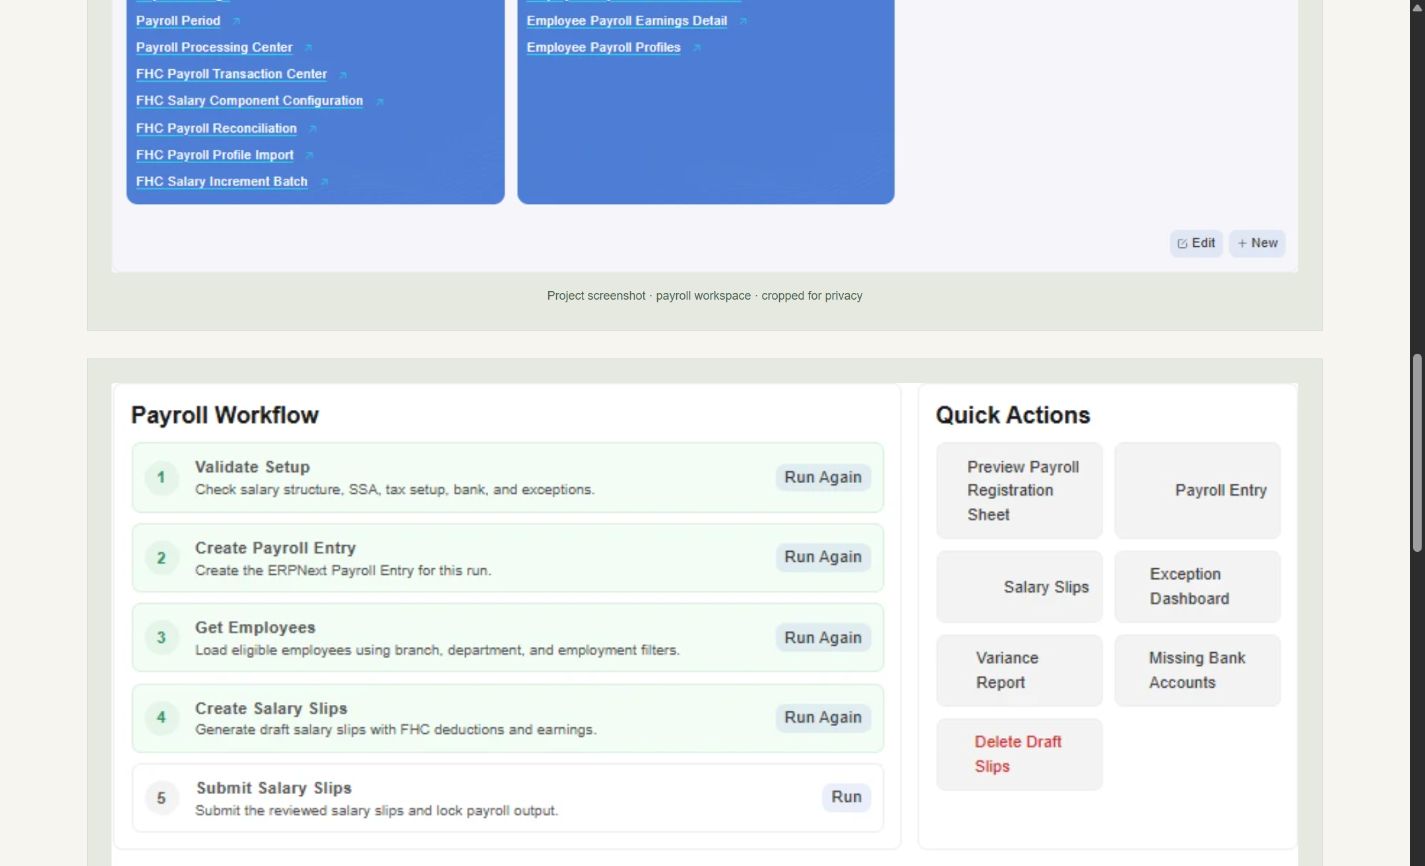 Payroll Period
Payroll Processing Center
FHC Payroll Transaction Center
FHC Salary Component Configuration
FHC Payroll Reconciliation
FHC Payroll Profile Import
FHC Salary Increment Batch
Employee Payroll Earnings Detail
Employee Payroll Profiles
Edit
+ New
Project screenshot · payroll workspace · cropped for privacy
Payroll Workflow
1
Validate Setup
Check salary structure, SSA, tax setup, bank, and exceptions.
Run Again
2
Create Payroll Entry
Create the ERPNext Payroll Entry for this run.
Run Again
3
Get Employees
Load eligible employees using branch, department, and employment filters.
Run Again
4
Create Salary Slips
Generate draft salary slips with FHC deductions and earnings.
Run Again
5
Submit Salary Slips
Submit the reviewed salary slips and lock payroll output.
Run
Quick Actions
Preview Payroll
Registration
Sheet
Payroll Entry
Salary Slips
Exception
Dashboard
Variance
Report
Missing Bank
Accounts
Delete Draft
Slips